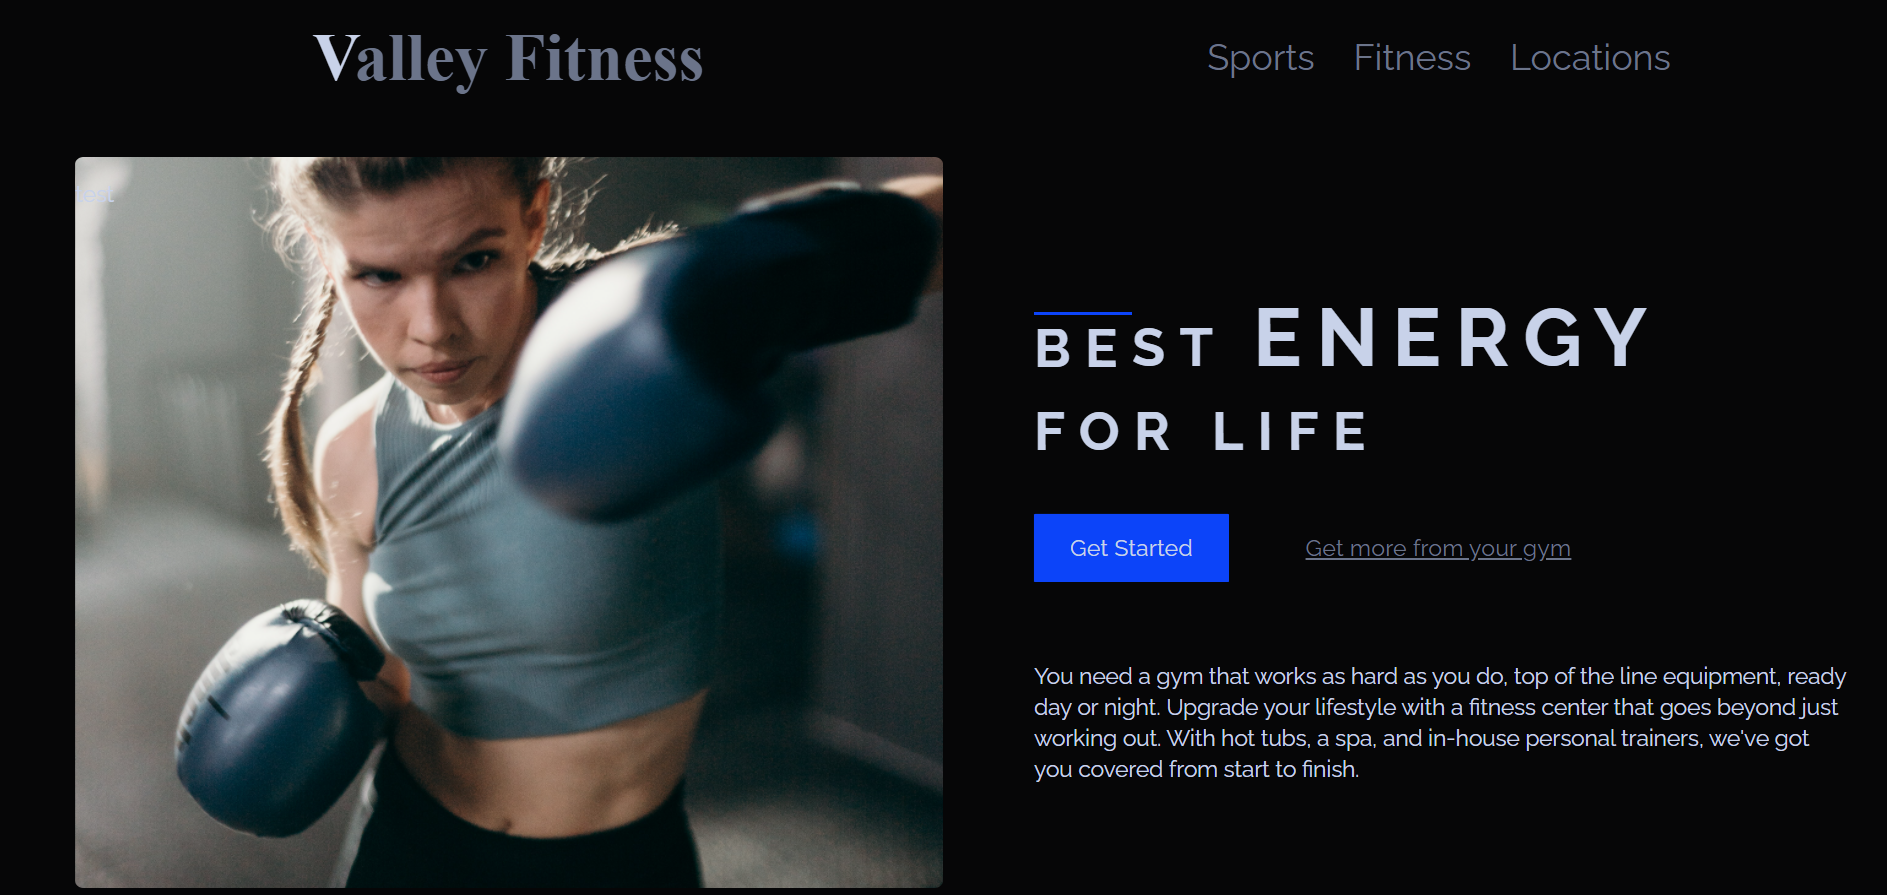 Valley Fitness
Sports Fitness Locations
test
BEST ENERGY
FOR LIFE
Get Started
Get more from your gym
You need a gym that works as hard as you do, top of the line equipment, ready
day or night. Upgrade your lifestyle with a fitness center that goes beyond just
working out. With hot tubs, a spa, and in-house personal trainers, we've got
you covered from start to finish.